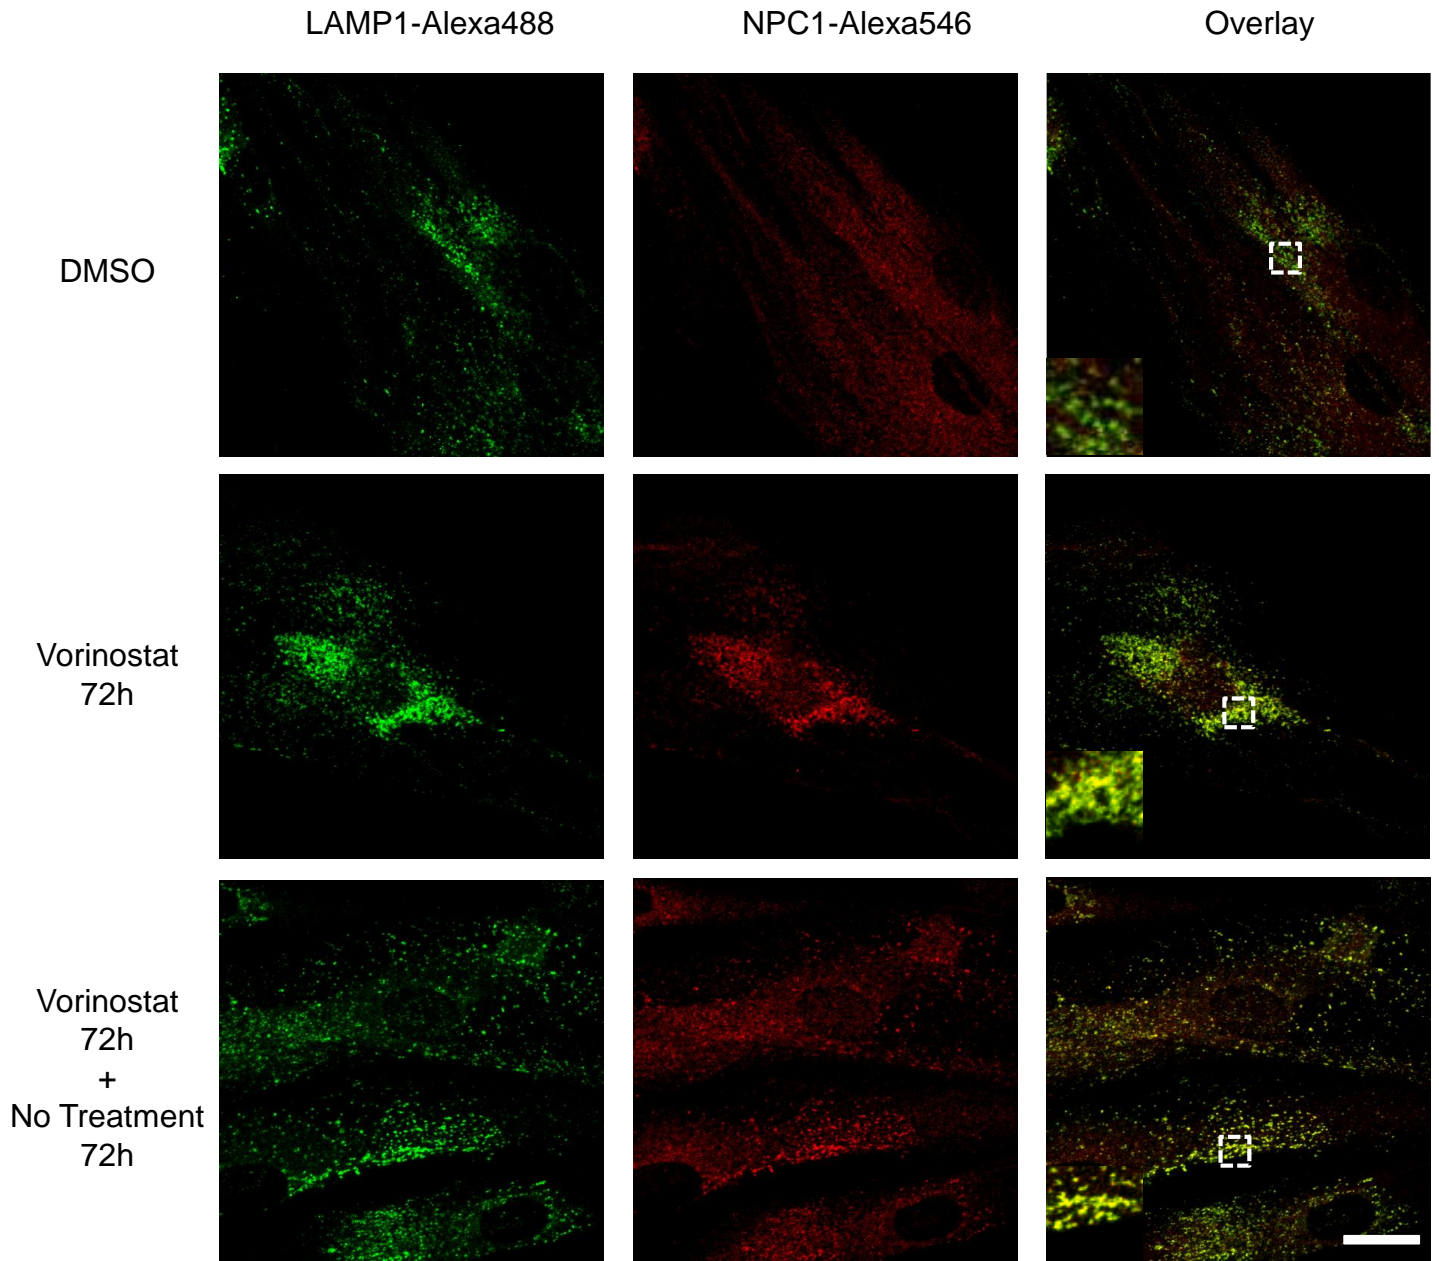 LAMP1-Alexa488
NPC1-Alexa546
Overlay
DMSO
Vorinostat
72h
Vorinostat
72h
+
No Treatment
72h